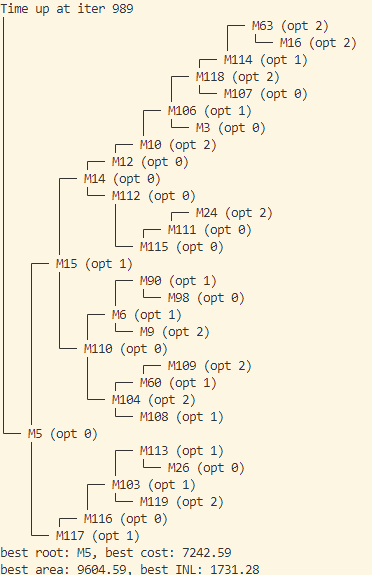 Time up at iter 989
M63 (opt 2)
M16 (opt 2)
M114 (opt 1)
M118 (opt 2)
M107 (opt 0)
M106 (opt 1)
M3 (opt 0)
M10 (opt 2)
M12 (opt 0)
M14 (opt 0)
M112 (opt 0)
M24 (opt 2)
M111 (opt 0)
M115 (opt 0)
M15 (opt 1)
M90 (opt 1)
M98 (opt 0)
M6 (opt 1)
M9 (opt 2)
M110 (opt 0)
M109 (opt 2)
M60 (opt 1)
M104 (opt 2)
M108 (opt 1)
M5 (opt 0)
M113 (opt 1)
M26 (opt 0)
M103 (opt 1)
M119 (opt 2)
M116 (opt 0)
M117 (opt 1)
best root: M5, best cost: 7242.59
best area: 9604.59, best INL: 1731.28